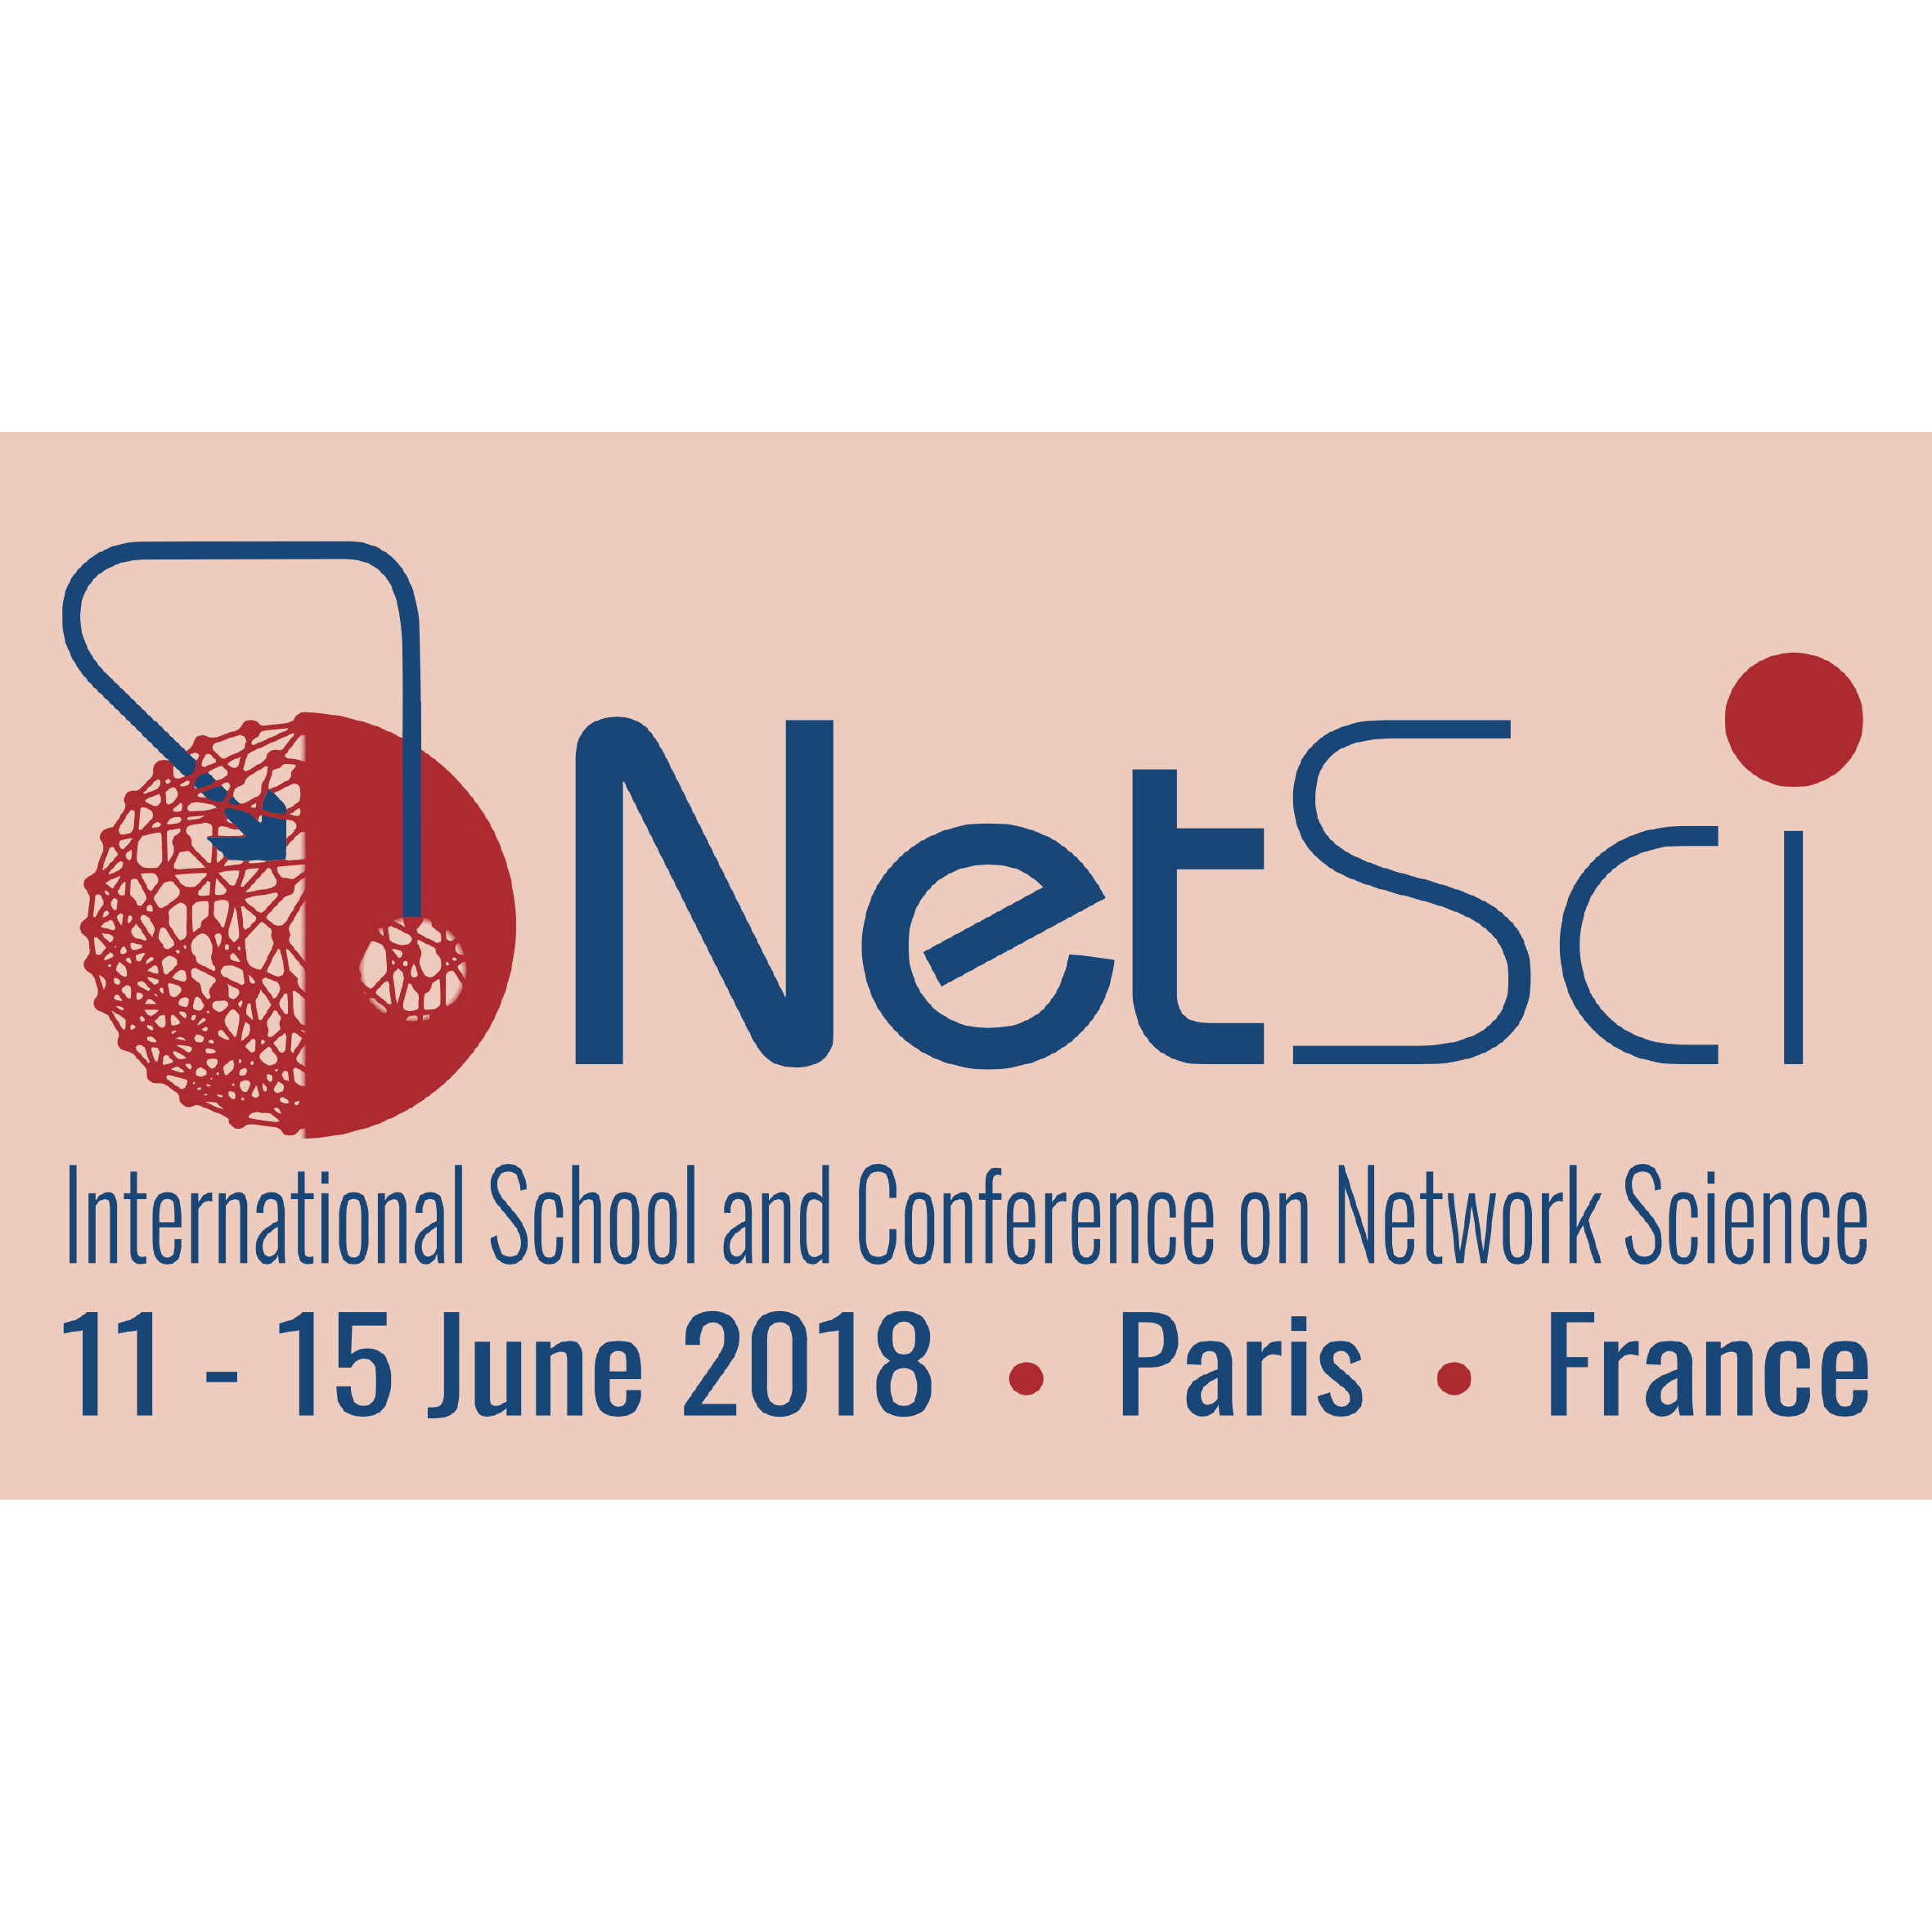 NetSci
International School and Conference on Network Science
11 - 15 June 2018 • Paris • France